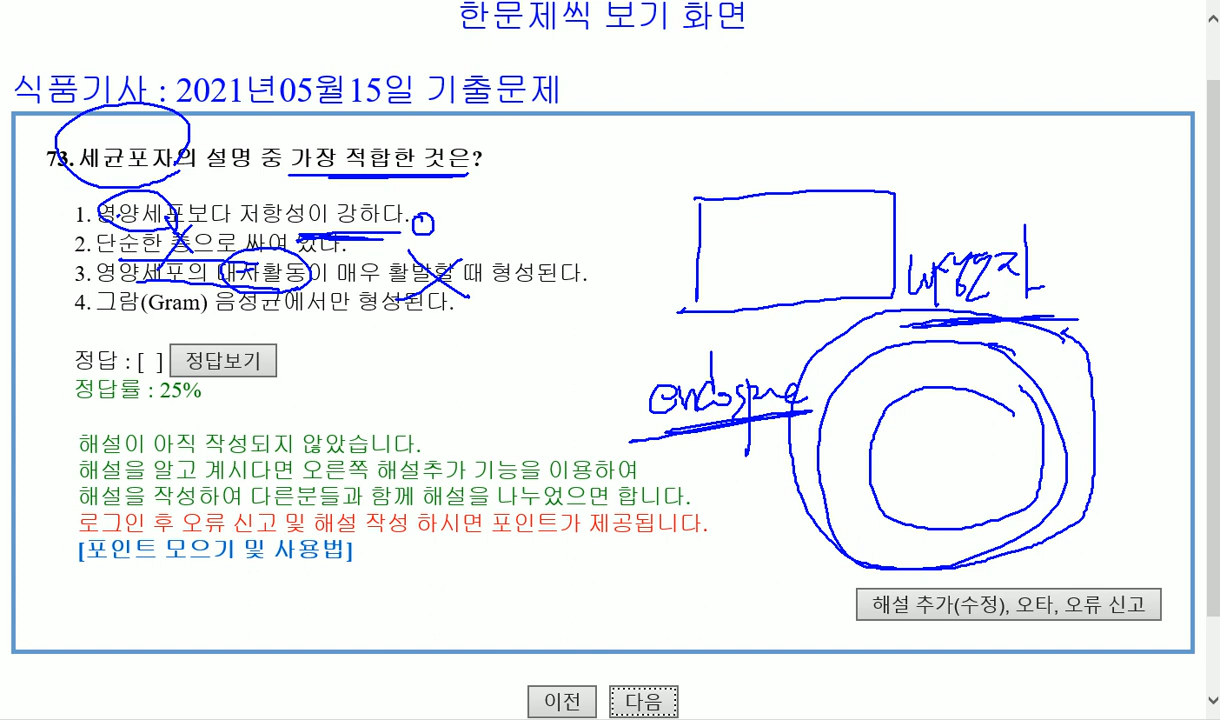 한문제씩 보기 화면
식품기사 : 2021년05월15일 기출문제
73. 세균포자의 설명 중 가장 적합한 것은?
1. 영양세포보다 저항성이 강하다.
2. 단순한 층으로 싸여 있다.
3. 영양세포의 대사활동이 매우 활발할 때 형성된다.
4. 그람(Gram) 음성균에서만 형성된다.
내생포자
endospore
정답 : [ ] 정답보기
정답률 : 25%
해설이 아직 작성되지 않았습니다.
해설을 알고 계시다면 오른쪽 해설추가 기능을 이용하여
해설을 작성하여 다른분들과 함께 해설을 나누었으면 합니다.
로그인 후 오류 신고 및 해설 작성 하시면 포인트가 제공됩니다.
[포인트 모으기 및 사용법]
해설 추가(수정), 오타, 오류 신고
이전 다음